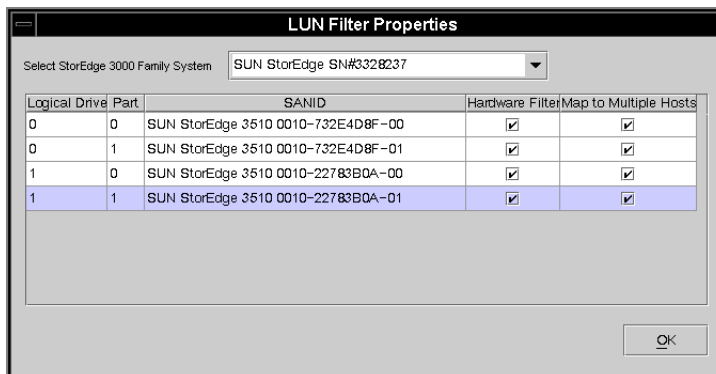 LUN Filter Properties
Select StorEdge 3000 Family System SUN StorEdge SN#3328237
Logical Drive Part SANID Hardware Filter Map to Multiple Hosts
0 0 SUN StorEdge 3510 0010-732E4D8F-00
0 1 SUN StorEdge 3510 0010-732E4D8F-01
1 0 SUN StorEdge 3510 0010-22783B0A-00
1 1 SUN StorEdge 3510 0010-22783B0A-01
OK